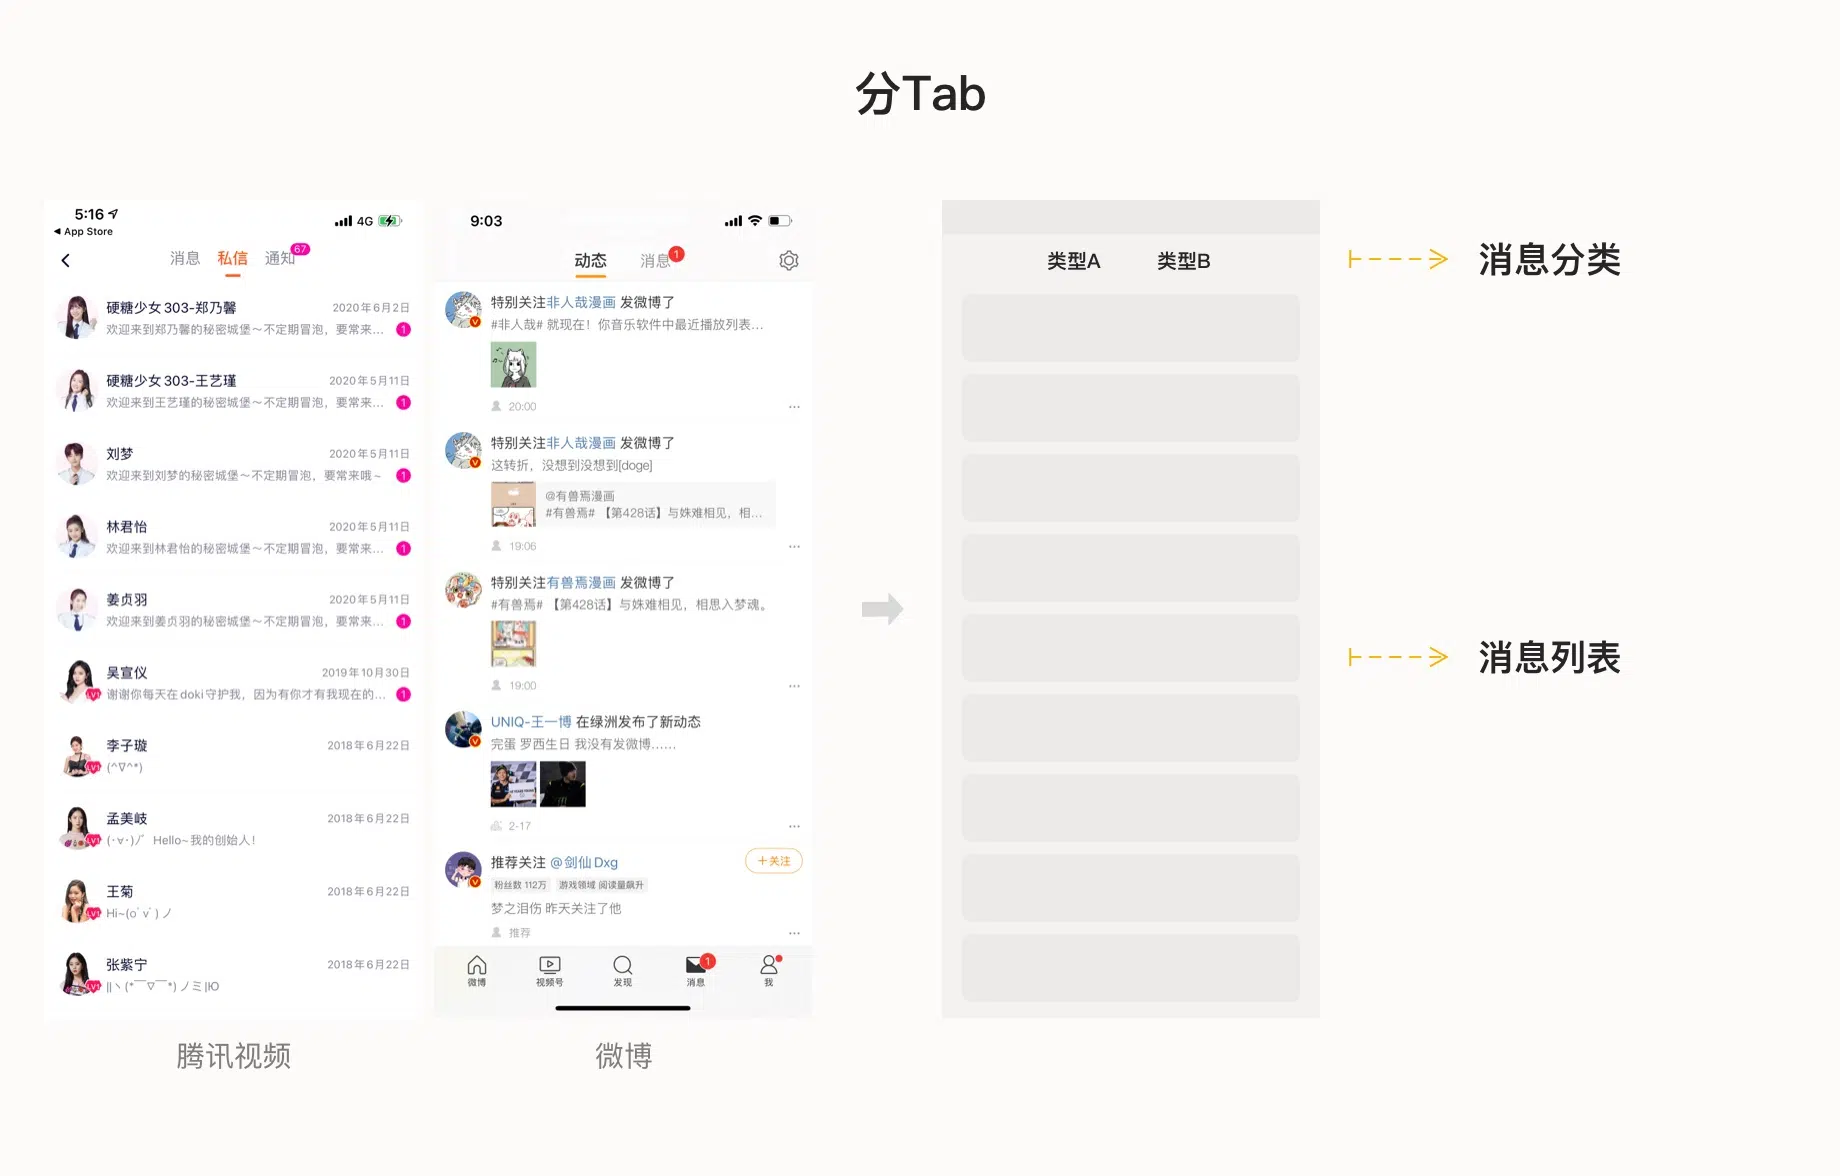 分Tab
5:16
4G
App Store
消息 私信 通知 67
硬糖少女303-郑乃馨 2020年6月2日
欢迎来到郑乃馨的秘密城堡～不定期冒泡，要常来... 1
硬糖少女303-王艺瑾 2020年5月11日
欢迎来到王艺瑾的秘密城堡～不定期冒泡，要常来... 1
刘梦 2020年5月11日
欢迎来到刘梦的秘密城堡～不定期冒泡，要常来哦~ 1
林君怡 2020年5月11日
欢迎来到林君怡的秘密城堡～不定期冒泡，要常来... 1
姜贞羽 2020年5月11日
欢迎来到姜贞羽的秘密城堡～不定期冒泡，要常来... 1
吴宣仪 2019年10月30日
谢谢你每天在doki守护我，因为有你才有我现在的... 1
李子璇 2018年6月22日
(^∇^*)
孟美岐 2018年6月22日
(･∀･)ﾉﾞ Hello~我的创始人！
王菊 2018年6月22日
Hi~(o´v`)ノ
张紫宁 2018年6月22日
||ヽ(*￣▽￣*)ノミ|Ю
腾讯视频
9:03
动态 消息 1
特别关注非人哉漫画 发微博了
#非人哉# 就现在！你音乐软件中最近播放列表...
20:00
特别关注非人哉漫画 发微博了
这转折，没想到没想到[doge]
@有兽焉漫画
#有兽焉# 【第428话】与姝难相见，相...
19:06
特别关注有兽焉漫画 发微博了
#有兽焉# 【第428话】与姝难相见，相思入梦魂。
19:00
UNIQ-王一博 在绿洲发布了新动态
完蛋 罗西生日 我没有发微博……
2-17
推荐关注 @剑仙Dxg
+关注
粉丝数 112万 游戏领域 阅读量飙升
梦之泪伤 昨天关注了他
推荐
微博 视频号 发现 消息 1 我
微博
类型A 类型B
消息分类
消息列表